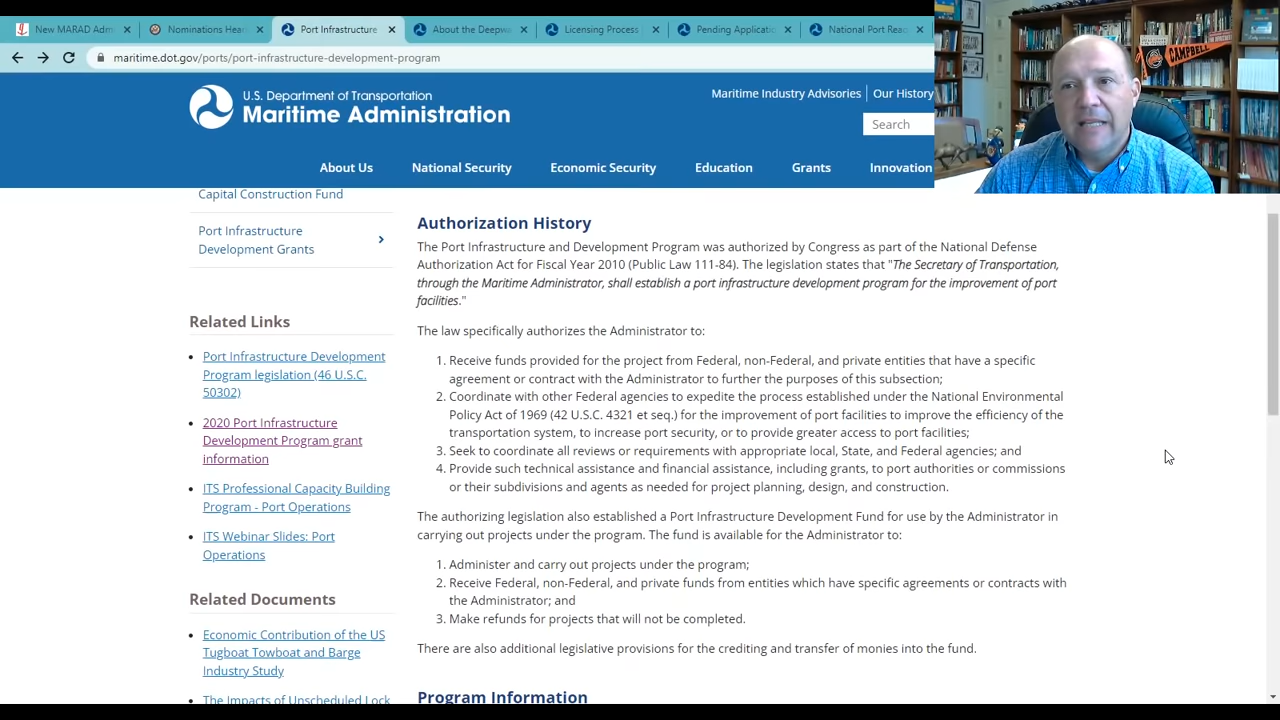 New MARAD Adm
Nominations Hea
Port Infrastructure
About the Deepw
Licensing Process
Pending Applicatio
National Port Read
maritime.dot.gov/ports/port-infrastructure-development-program
U.S. Department of Transportation
Maritime Administration
Maritime Industry Advisories
Our History
Search
About Us
National Security
Economic Security
Education
Grants
Innovation
CAMPBELL
Capital Construction Fund
Port Infrastructure
Development Grants
Related Links
Port Infrastructure Development
Program legislation (46 U.S.C.
50302)
2020 Port Infrastructure
Development Program grant
information
ITS Professional Capacity Building
Program - Port Operations
ITS Webinar Slides: Port
Operations
Related Documents
Economic Contribution of the US
Tugboat Towboat and Barge
Industry Study
The Impacts of Unscheduled Lock
Authorization History
The Port Infrastructure and Development Program was authorized by Congress as part of the National Defense
Authorization Act for Fiscal Year 2010 (Public Law 111-84). The legislation states that "The Secretary of Transportation,
through the Maritime Administrator, shall establish a port infrastructure development program for the improvement of port
facilities."
The law specifically authorizes the Administrator to:
1. Receive funds provided for the project from Federal, non-Federal, and private entities that have a specific
agreement or contract with the Administrator to further the purposes of this subsection;
2. Coordinate with other Federal agencies to expedite the process established under the National Environmental
Policy Act of 1969 (42 U.S.C. 4321 et seq.) for the improvement of port facilities to improve the efficiency of the
transportation system, to increase port security, or to provide greater access to port facilities;
3. Seek to coordinate all reviews or requirements with appropriate local, State, and Federal agencies; and
4. Provide such technical assistance and financial assistance, including grants, to port authorities or commissions
or their subdivisions and agents as needed for project planning, design, and construction.
The authorizing legislation also established a Port Infrastructure Development Fund for use by the Administrator in
carrying out projects under the program. The fund is available for the Administrator to:
1. Administer and carry out projects under the program;
2. Receive Federal, non-Federal, and private funds from entities which have specific agreements or contracts with
the Administrator; and
3. Make refunds for projects that will not be completed.
There are also additional legislative provisions for the crediting and transfer of monies into the fund.
Program Information